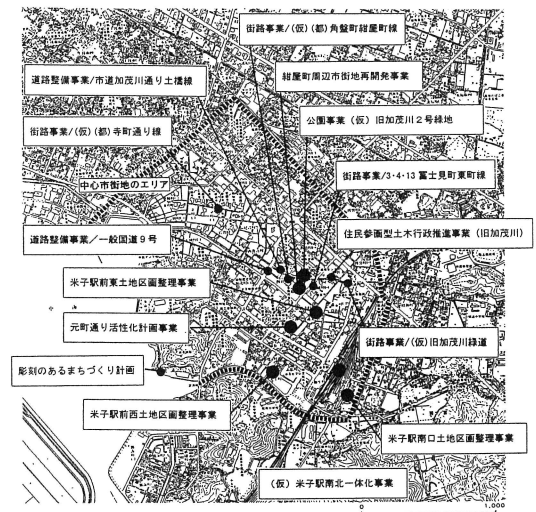 街路事業/(仮)(都)角盤町紺屋町線
道路整備事業/市道加茂川通り土橋線
紺屋町周辺市街地再開発事業
公園事業(仮)旧加茂川2号緑地
街路事業/(仮)(都)寺町通り線
街路事業/3・4・13冨士見町東町線
中心市街地のエリア
住民参画型土木行政推進事業(旧加茂川)
道路整備事業/一般国道9号
米子駅前東土地区画整理事業
元町通り活性化計画事業
街路事業/(仮)旧加茂川緑道
彫刻のあるまちづくり計画
米子駅前西土地区画整理事業
米子駅南口土地区画整理事業
(仮)米子駅南北一体化事業
0 1,000